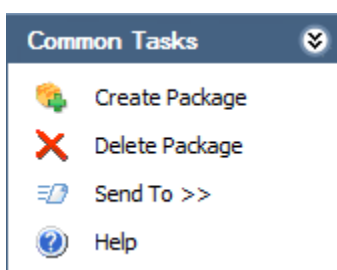 Common Tasks
Create Package
Delete Package
Send To >>
Help